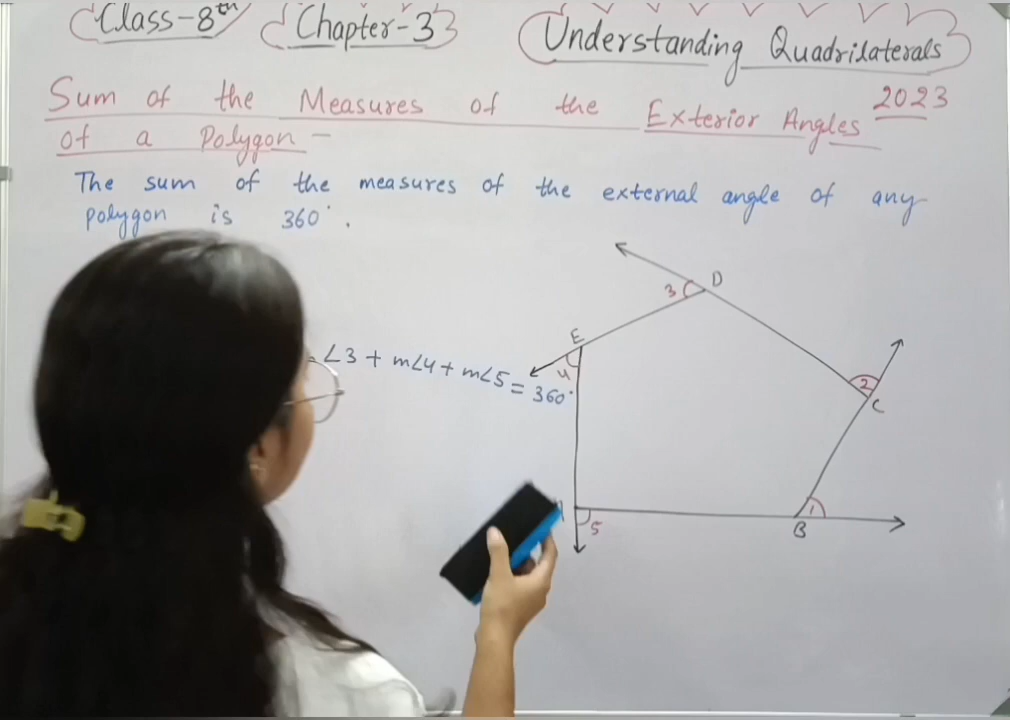 Class-8th Chapter-3 Understanding Quadrilaterals
Sum of the Measures of the Exterior Angles 2023
of a Polygon -
The sum of the measures of the external angle of any
polygon is 360°.
∠3 + m∠4 + m∠5 = 360°
D
3
E
4
2
C
1
B
5